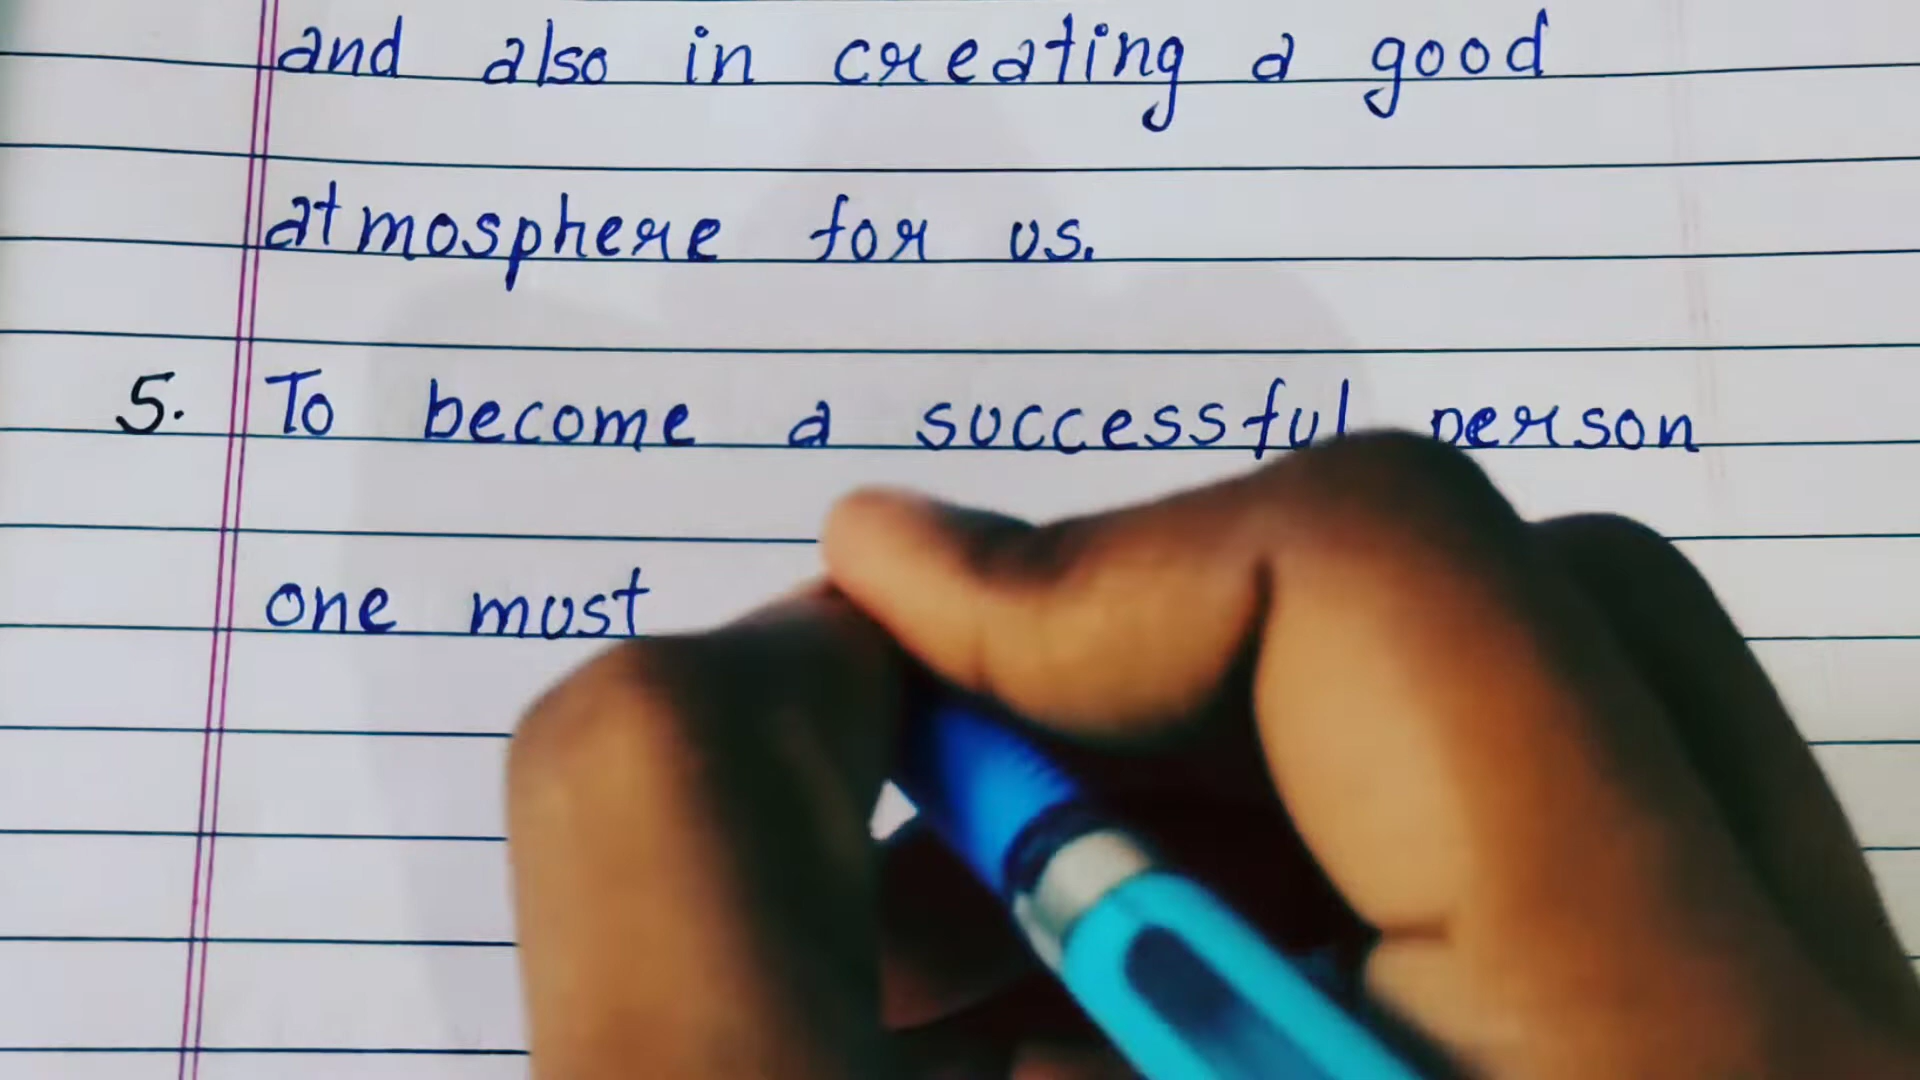 and also in creating a good
atmosphere for us.
5. To become a successful person
one must